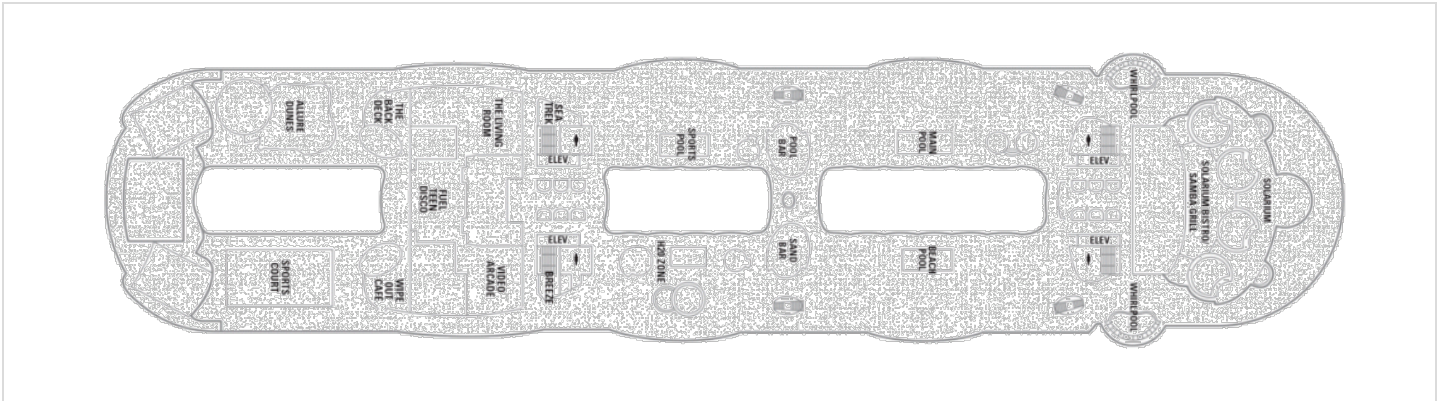 ALLURE
DUNES
THE
BACK
DECK
THE LIVING
ROOM
SEA
TREK
ELEV.
SPORTS
POOL
POOL
BAR
MAIN
POOL
WHIRLPOOL
ELEV
FUEL
TEEN
DISCO
SOLARIUM BISTRO/
SAMBA GRILL
SOLARIUM
SPORTS
COURT
WIPE
OUT
CAFE
VIDEO
ARCADE
ELEV.
BREEZE
H2O ZONE
SAND
BAR
BEACH
POOL
ELEV
WHIRLPOOL